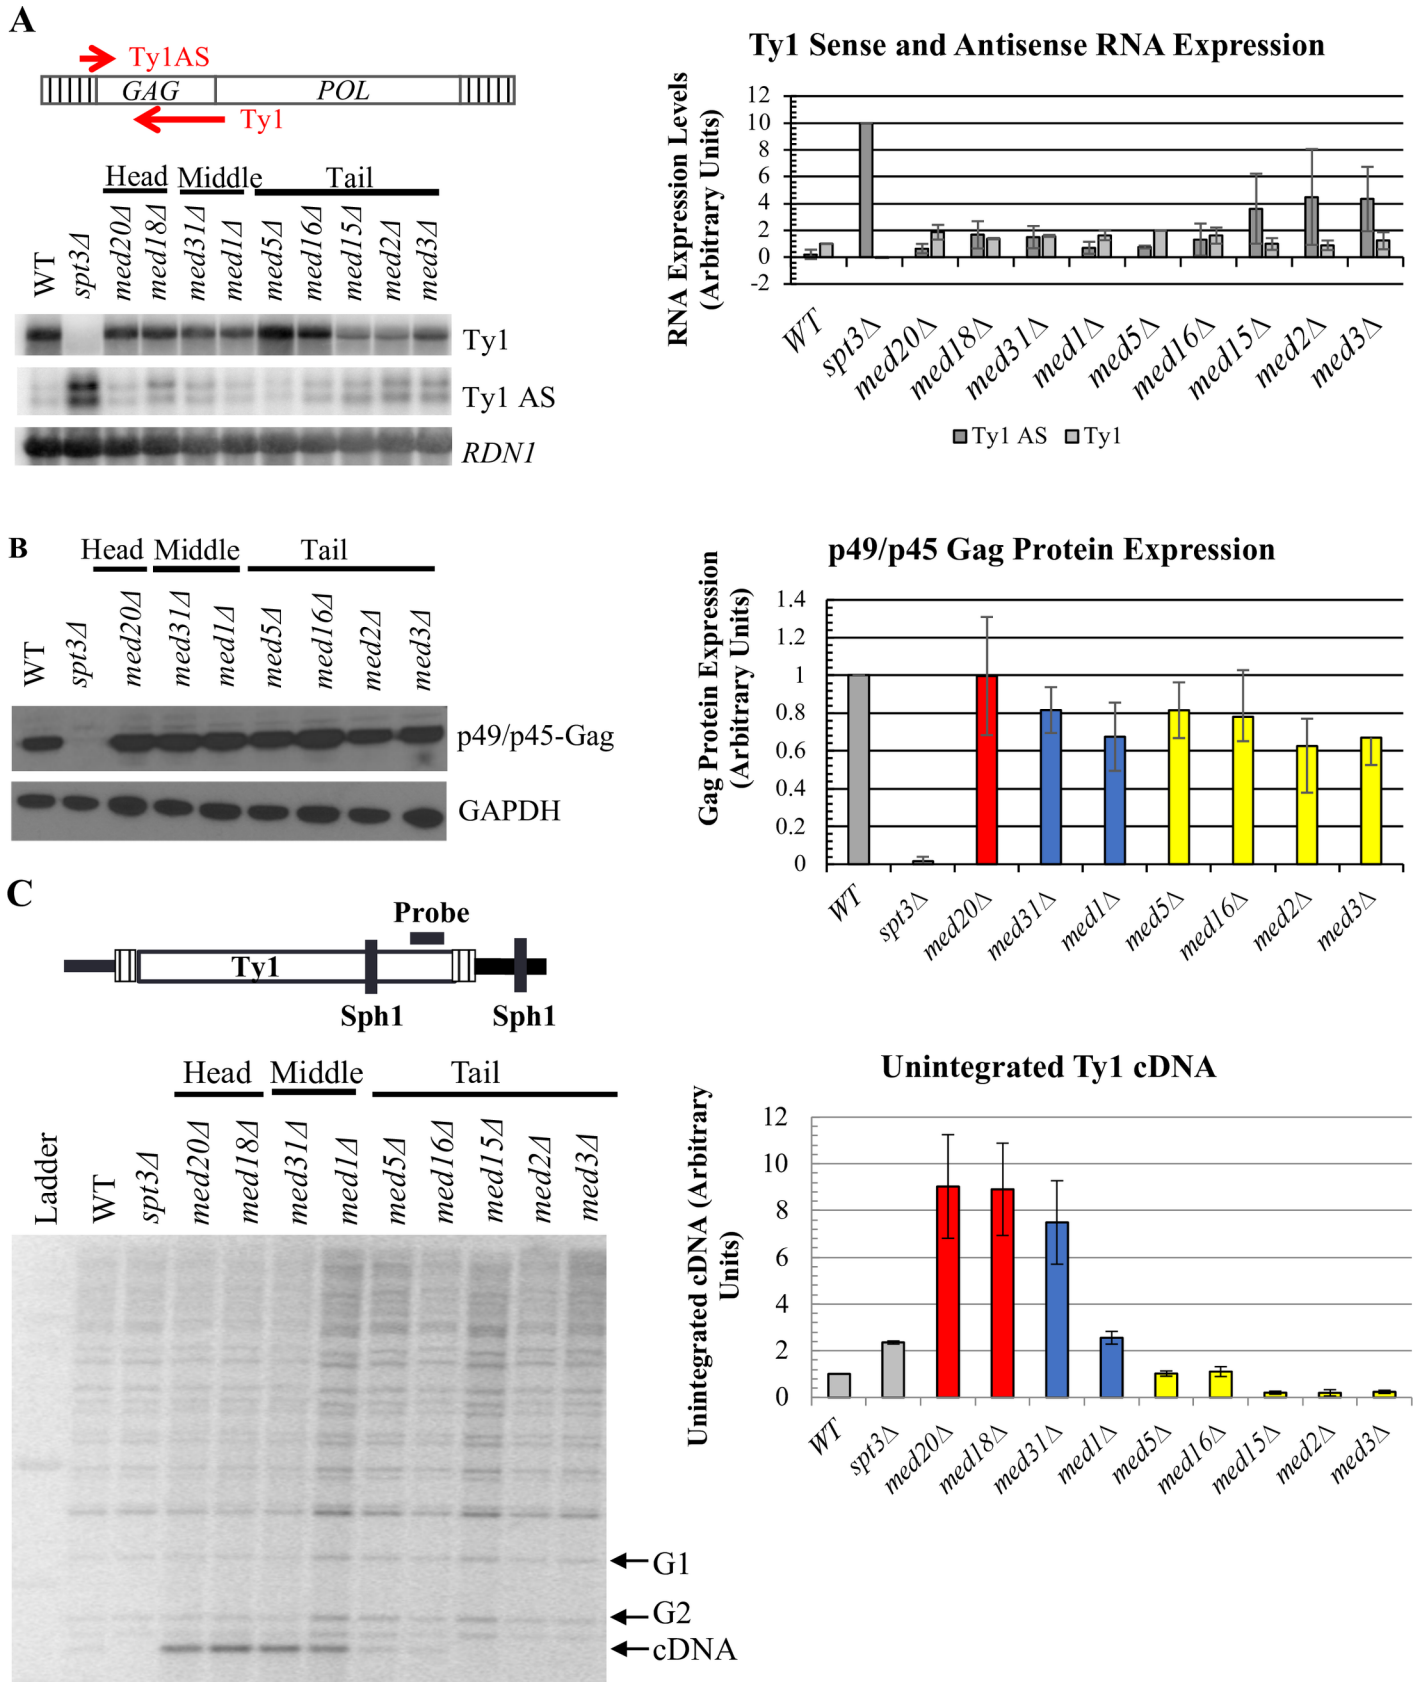 A
Ty1AS
GAG POL
Ty1
Head Middle Tail
WT spt3Δ med20Δ med18Δ med31Δ med1Δ med5Δ med16Δ med15Δ med2Δ med3Δ
Ty1
Ty1 AS
RDN1
Ty1 Sense and Antisense RNA Expression
RNA Expression Levels
(Arbitrary Units)
12
10
8
6
4
2
0
-2
WT spt3Δ med20Δ med18Δ med31Δ med1Δ med5Δ med16Δ med15Δ med2Δ med3Δ
Ty1 AS Ty1
B
Head Middle Tail
WT spt3Δ med20Δ med31Δ med1Δ med5Δ med16Δ med2Δ med3Δ
p49/p45-Gag
GAPDH
p49/p45 Gag Protein Expression
Gag Protein Expression
(Arbitrary Units)
1.4
1.2
1
0.8
0.6
0.4
0.2
0
WT spt3Δ med20Δ med31Δ med1Δ med5Δ med16Δ med2Δ med3Δ
C
Probe
Ty1
Sph1 Sph1
Head Middle Tail
Ladder WT spt3Δ med20Δ med18Δ med31Δ med1Δ med5Δ med16Δ med15Δ med2Δ med3Δ
G1
G2
cDNA
Unintegrated Ty1 cDNA
Unintegrated cDNA (Arbitrary
Units)
12
10
8
6
4
2
0
WT spt3Δ med20Δ med18Δ med31Δ med1Δ med5Δ med16Δ med15Δ med2Δ med3Δ